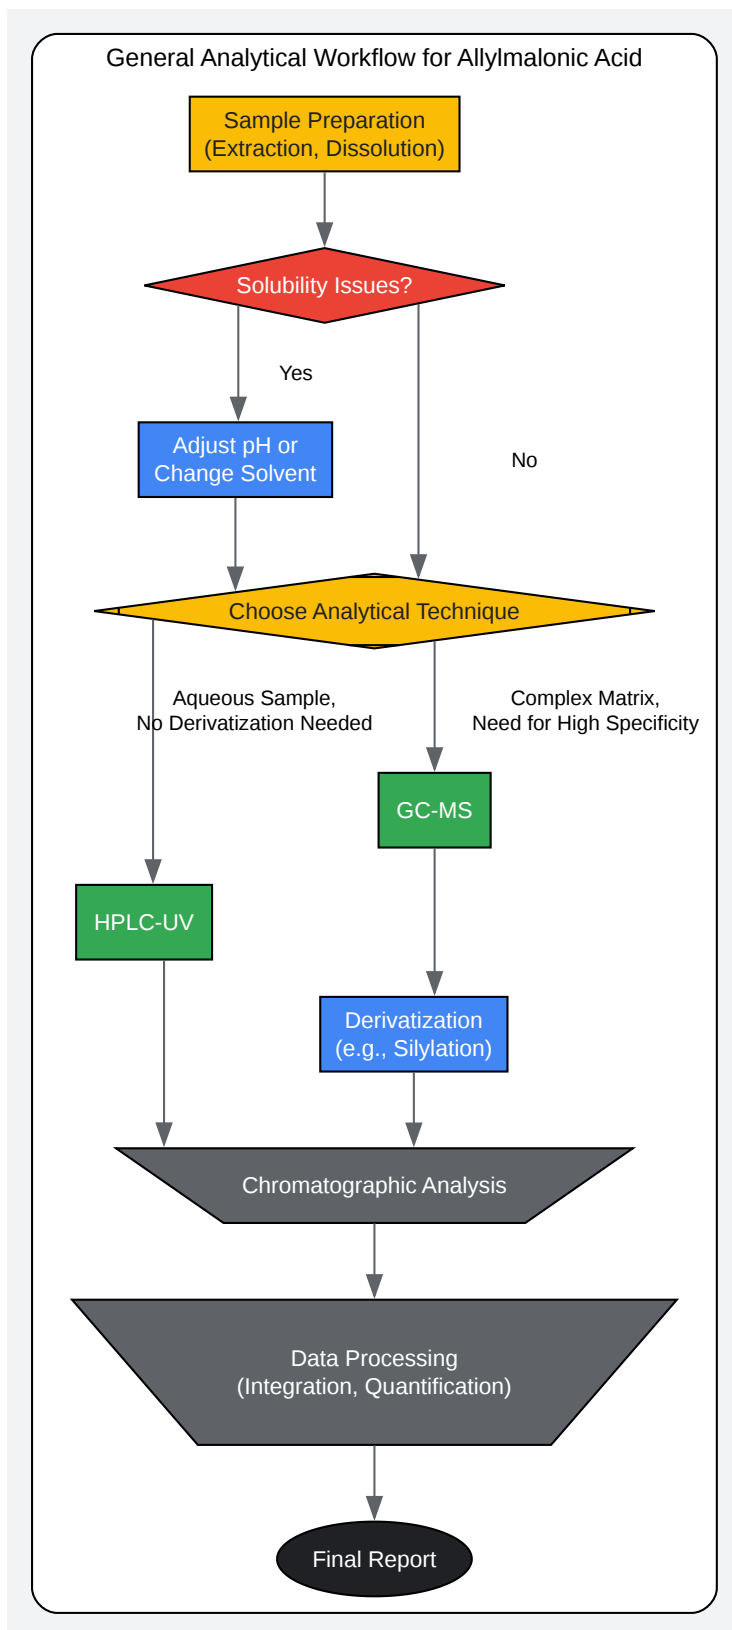 General Analytical Workflow for Allylmalonic Acid
Sample Preparation
(Extraction, Dissolution)
Solubility Issues?
Yes
Adjust pH or
Change Solvent
No
Choose Analytical Technique
Aqueous Sample,
No Derivatization Needed
Complex Matrix,
Need for High Specificity
GC-MS
HPLC-UV
Derivatization
(e.g., Silylation)
Chromatographic Analysis
Data Processing
(Integration, Quantification)
Final Report